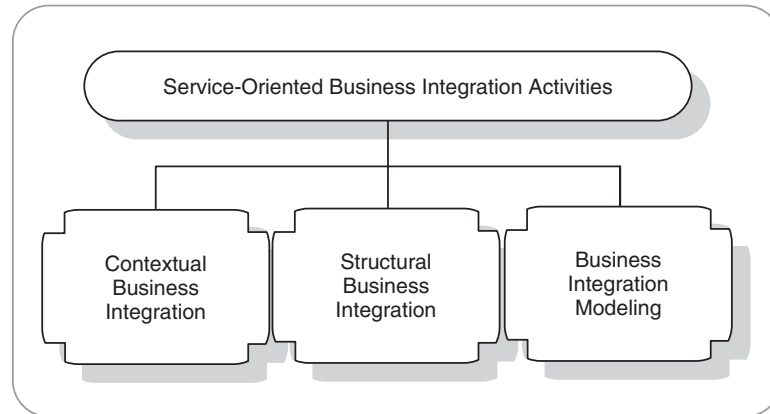 Service-Oriented Business Integration Activities
Contextual
Business
Integration
Structural
Business
Integration
Business
Integration
Modeling